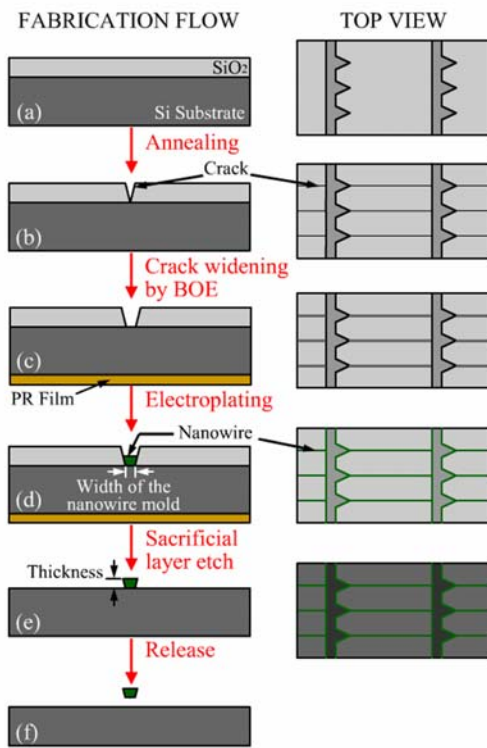 FABRICATION FLOW
TOP VIEW
SiO2
Si Substrate
(a)
Annealing
Crack
(b)
Crack widening
by BOE
(c)
PR Film
Electroplating
Nanowire
(d)
Width of the
nanowire mold
Sacrificial
layer etch
Thickness
(e)
Release
(f)